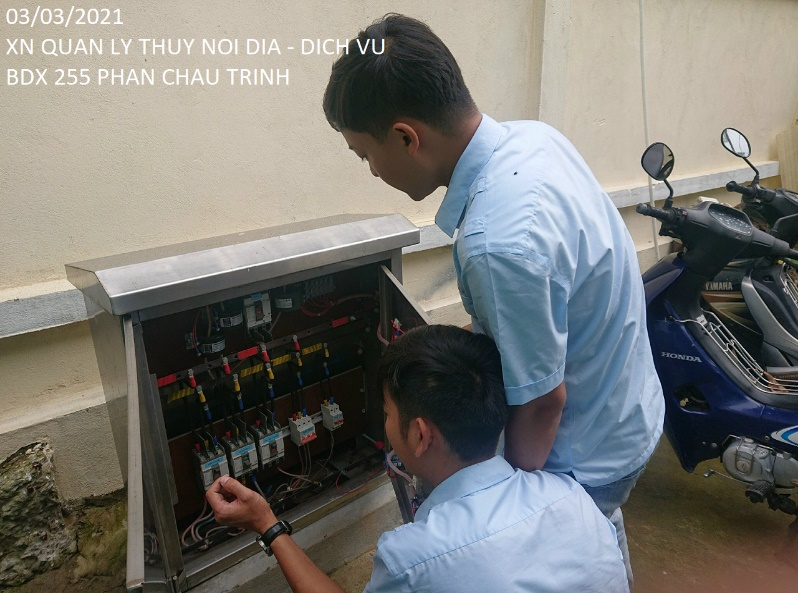 03/03/2021
XN QUAN LY THUY NOI DIA - DICH VU
BDX 255 PHAN CHAU TRINH
YAMAHA
HONDA